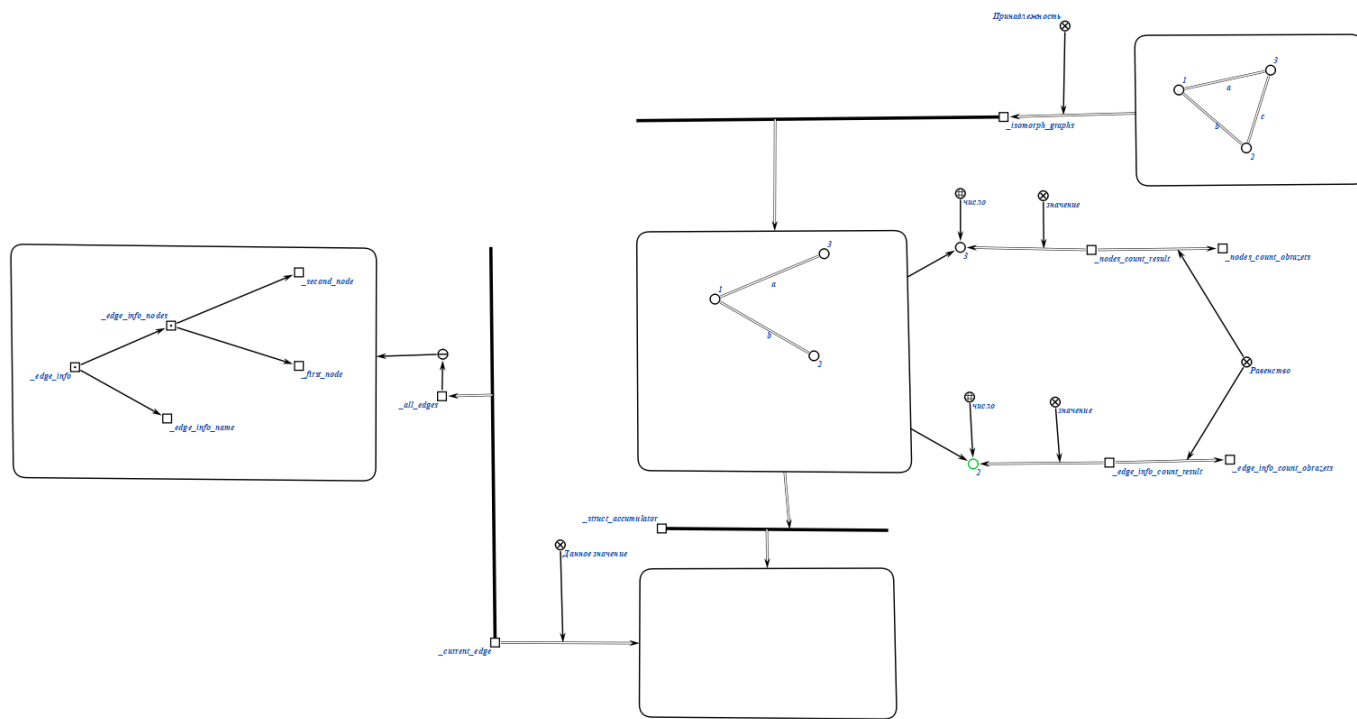 Принадлежность
3
1
a
b
c
2
_isomorph_graphs
число
значение
3
_nodes_count_result
_nodes_count_obrazets
3
1
a
b
2
_second_node
_edge_info_nodes
_first_node
_edge_info
_edge_info_name
_all_edges
Равенство
число
значение
2
_edge_info_count_result
_edge_info_count_obrazets
_struct_accumulator
Данное значение
_current_edge